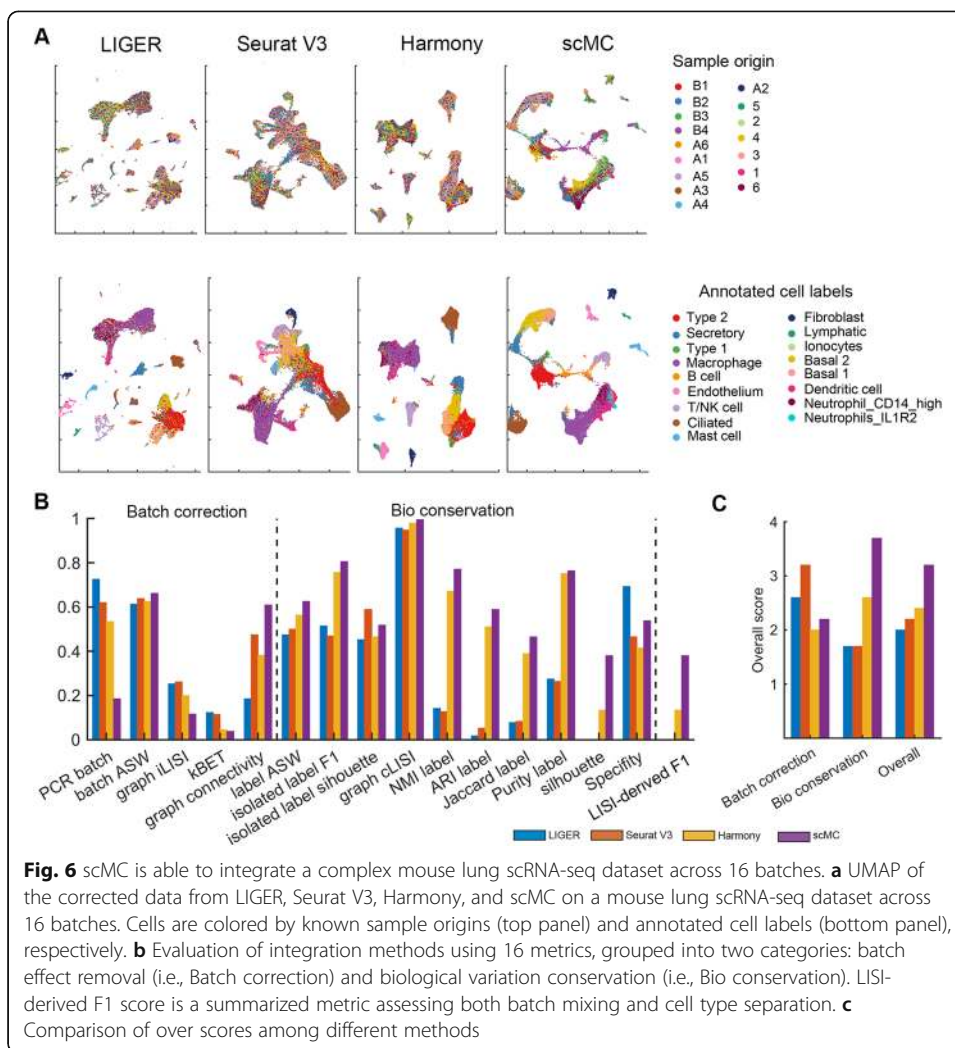 A
LIGER Seurat V3 Harmony scMC
Sample origin
B1
B2
B3
B4
A6
A1
A5
A3
A4
A2
5
2
4
3
1
6
Annotated cell labels
Type 2
Secretory
Type 1
Macrophage
B cell
Endothelium
T/NK cell
Ciliated
Mast cell
Fibroblast
Lymphatic
Ionocytes
Basal 2
Basal 1
Dendritic cell
Neutrophil_CD14_high
Neutrophils_IL1R2
B
Batch correction Bio conservation
1
0.8
0.6
0.4
0.2
0
PCR batch
batch ASW
graph iLISI
kBET
graph connectivity
label ASW
isolated label F1
isolated label sihouette
graph cLISI
NMI label
ARI label
Jaccard label
Purity label
silhouette
Specifity
LISI-derived F1
C
Overall score
4
3
2
1
Batch correction
Bio conservation
Overall
LIGER Seurat V3 Harmony scMC
Fig. 6 scMC is able to integrate a complex mouse lung scRNA-seq dataset across 16 batches. a UMAP of
the corrected data from LIGER, Seurat V3, Harmony, and scMC on a mouse lung scRNA-seq dataset across
16 batches. Cells are colored by known sample origins (top panel) and annotated cell labels (bottom panel),
respectively. b Evaluation of integration methods using 16 metrics, grouped into two categories: batch
effect removal (i.e., Batch correction) and biological variation conservation (i.e., Bio conservation). LISI-
derived F1 score is a summarized metric assessing both batch mixing and cell type separation. c
Comparison of over scores among different methods